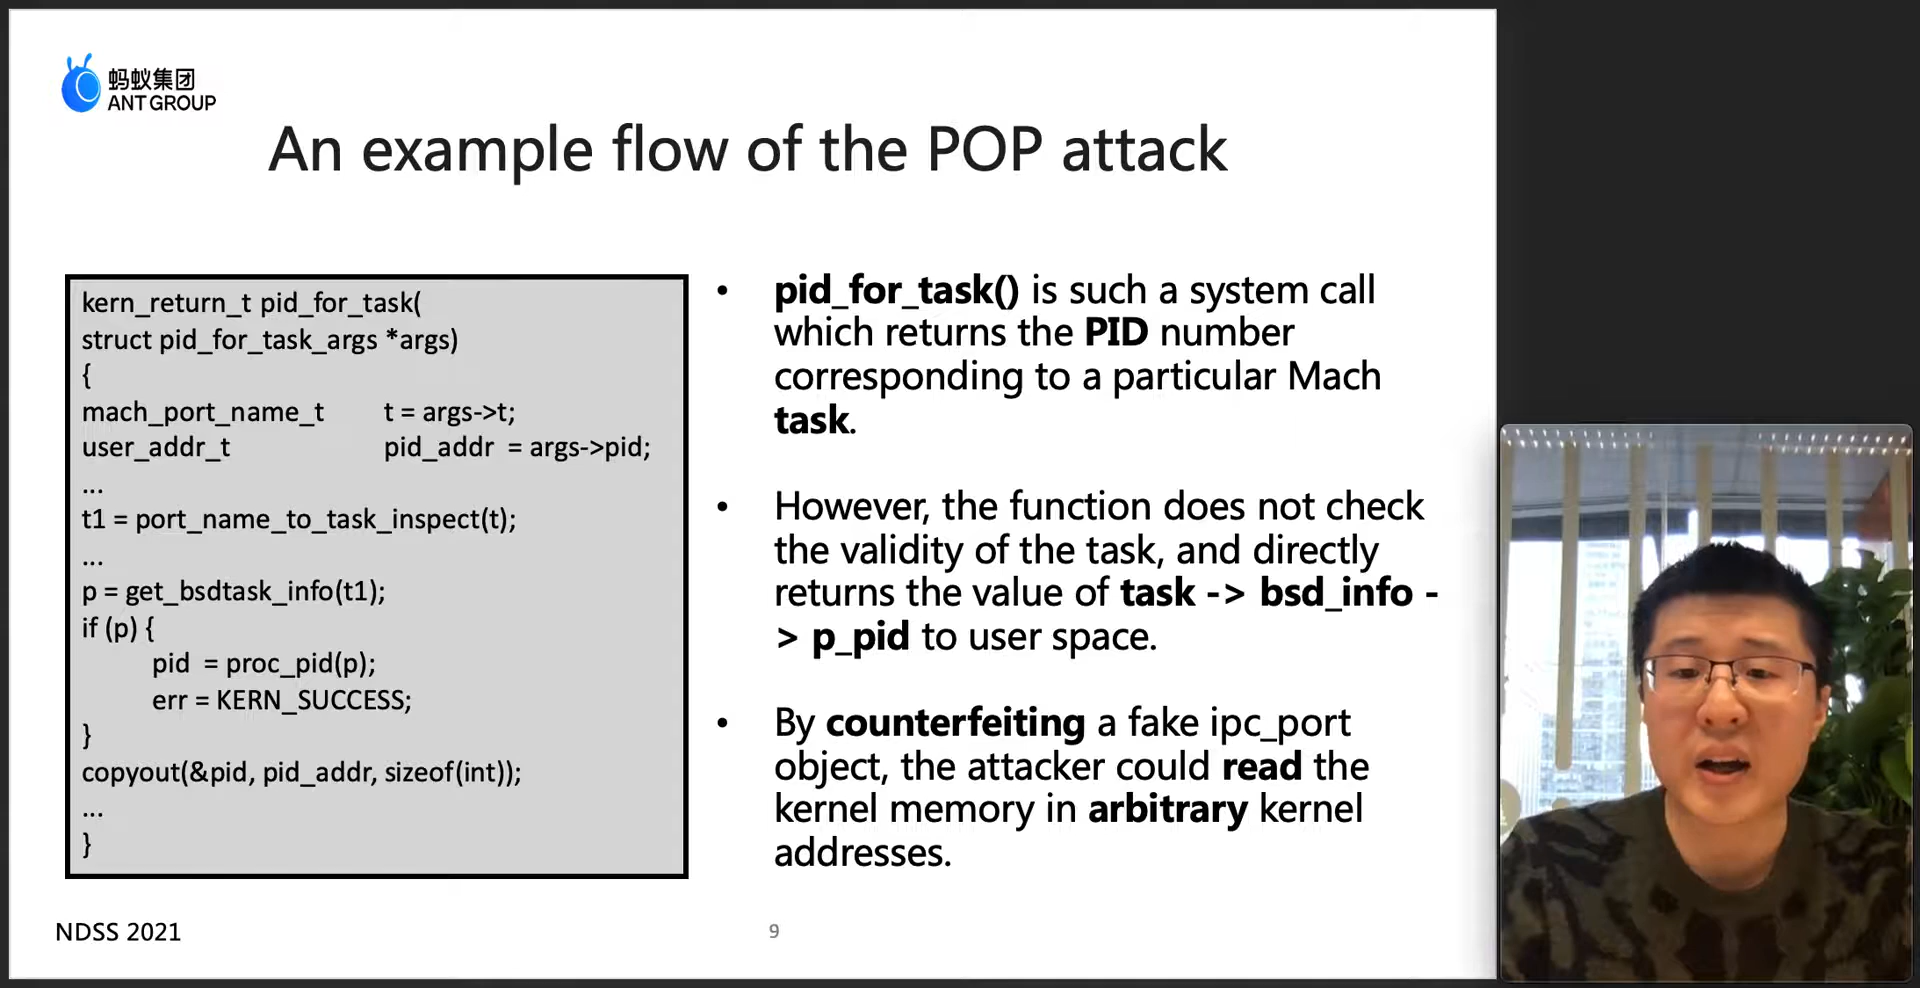 蚂蚁集团
ANT GROUP
An example flow of the POP attack
kern_return_t pid_for_task(
struct pid_for_task_args *args)
{
mach_port_name_t t = args->t;
user_addr_t pid_addr = args->pid;
...
t1 = port_name_to_task_inspect(t);
...
p = get_bsdtask_info(t1);
if (p) {
pid = proc_pid(p);
err = KERN_SUCCESS;
}
copyout(&pid, pid_addr, sizeof(int));
...
}
• pid_for_task() is such a system call
which returns the PID number
corresponding to a particular Mach
task.
• However, the function does not check
the validity of the task, and directly
returns the value of task -> bsd_info -
> p_pid to user space.
• By counterfeiting a fake ipc_port
object, the attacker could read the
kernel memory in arbitrary kernel
addresses.
NDSS 2021
9